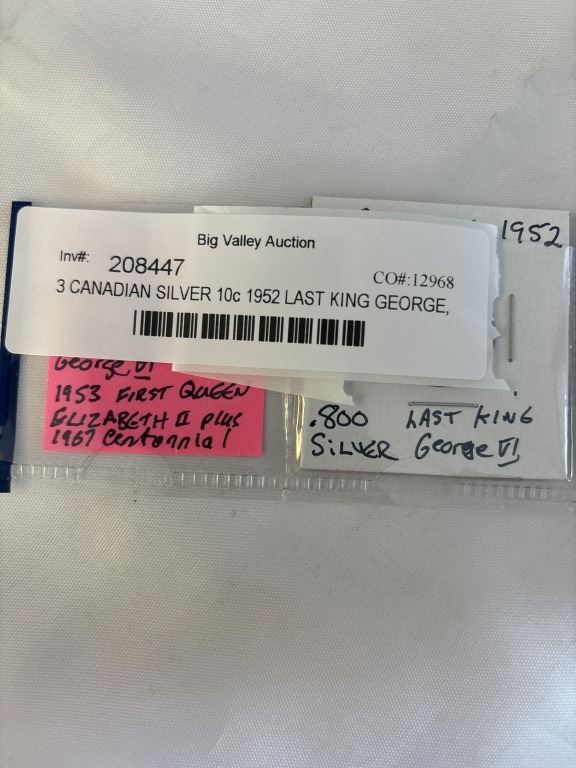 Big Valley Auction
Inv#: 208447
CO#:12968
3 CANADIAN SILVER 10c 1952 LAST KING GEORGE,
1952
George VI
1953 FIRST QUEEN
ELIZABETH II PLUS
1967 Centennial
.800 LAST KING
SILVER George VI